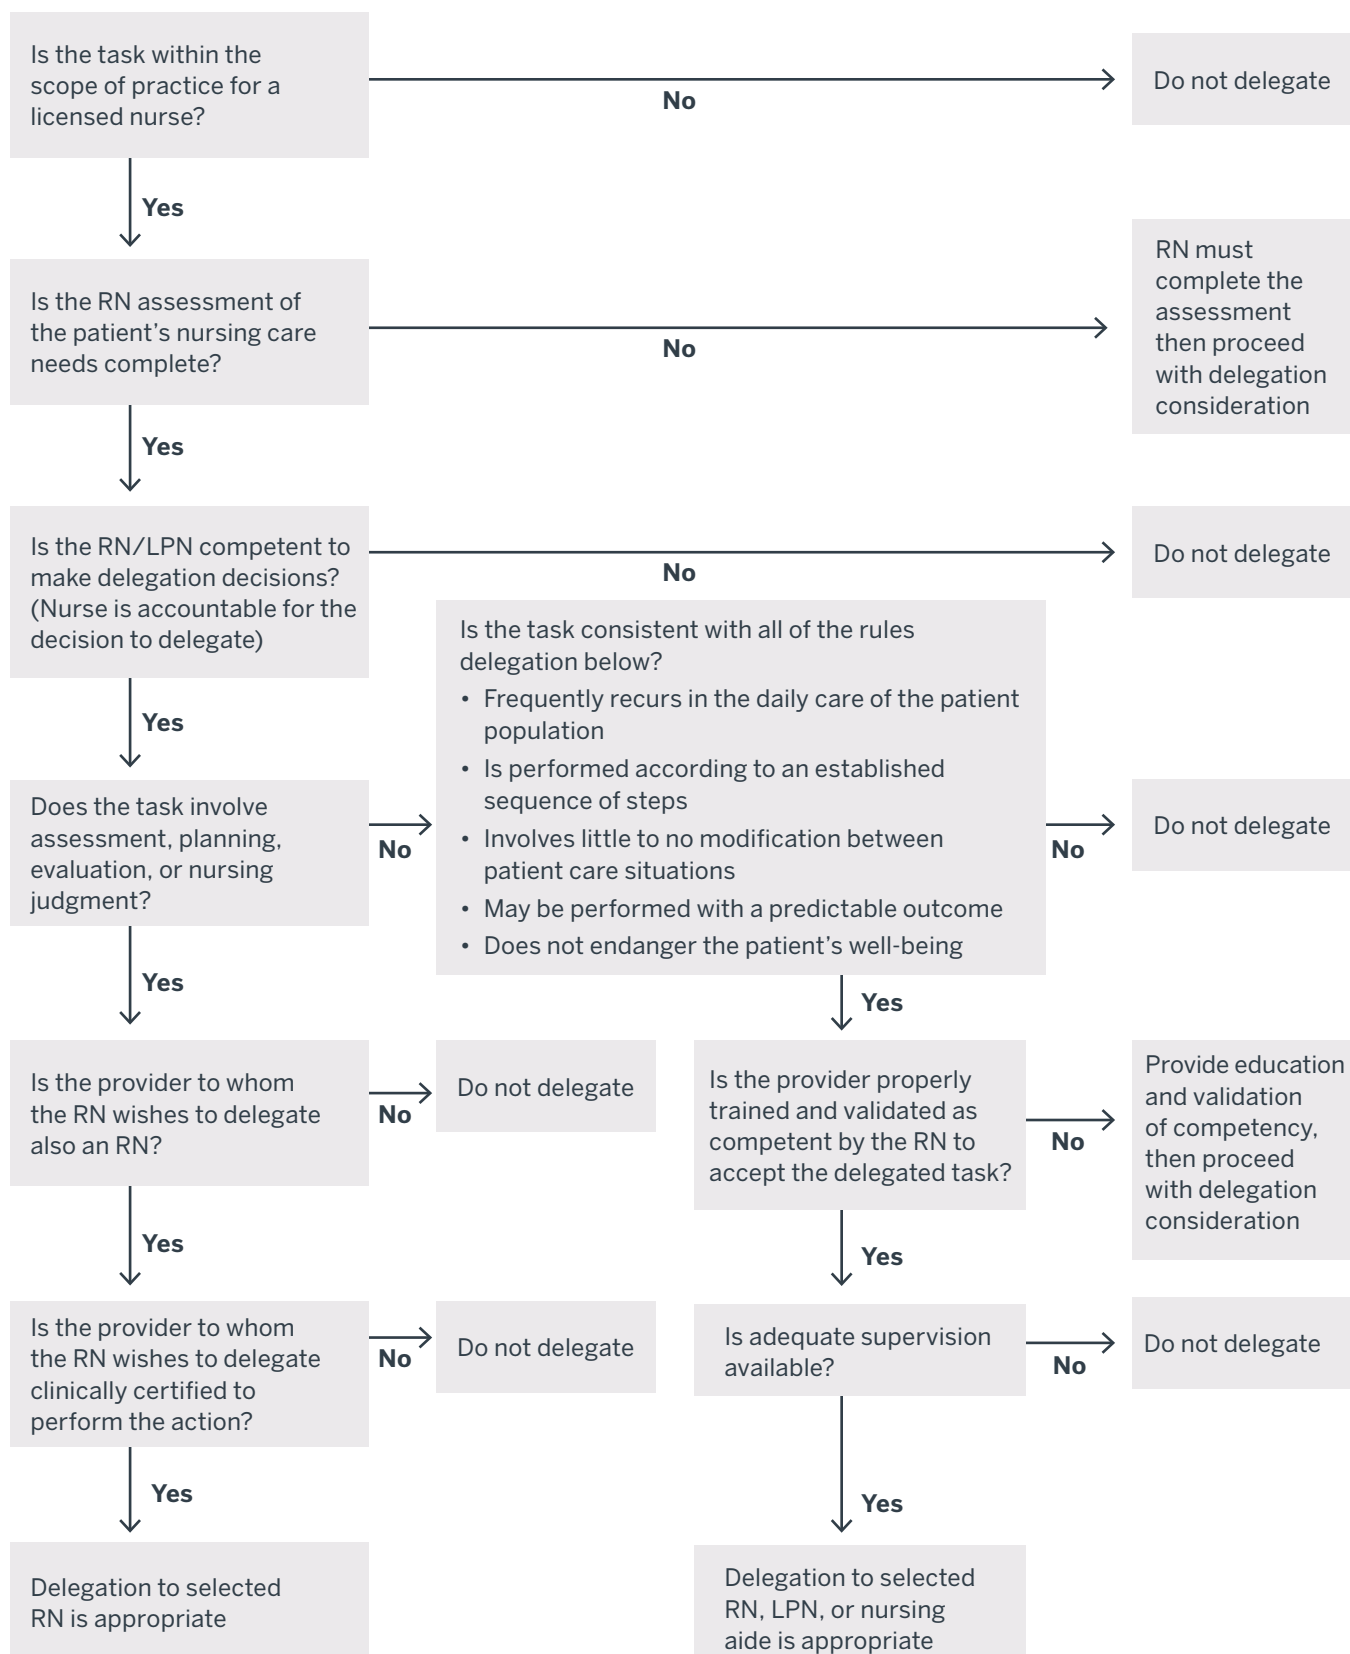 Is the task within the
scope of practice for a
licensed nurse?
No
Do not delegate
Yes
Is the RN assessment of
the patient’s nursing care
needs complete?
No
RN must
complete the
assessment
then proceed
with delegation
consideration
Yes
Is the RN/LPN competent to
make delegation decisions?
(Nurse is accountable for the
decision to delegate)
No
Do not delegate
Yes
Does the task involve
assessment, planning,
evaluation, or nursing
judgment?
No
Is the task consistent with all of the rules
delegation below?
• Frequently recurs in the daily care of the patient
population
• Is performed according to an established
sequence of steps
• Involves little to no modification between
patient care situations
• May be performed with a predictable outcome
• Does not endanger the patient’s well-being
No
Do not delegate
Yes
Yes
Is the provider to whom
the RN wishes to delegate
also an RN?
No
Do not delegate
Is the provider properly
trained and validated as
competent by the RN to
accept the delegated task?
No
Provide education
and validation
of competency,
then proceed
with delegation
consideration
Yes
Yes
Is the provider to whom
the RN wishes to delegate
clinically certified to
perform the action?
No
Do not delegate
Is adequate supervision
available?
No
Do not delegate
Yes
Yes
Delegation to selected
RN is appropriate
Delegation to selected
RN, LPN, or nursing
aide is appropriate